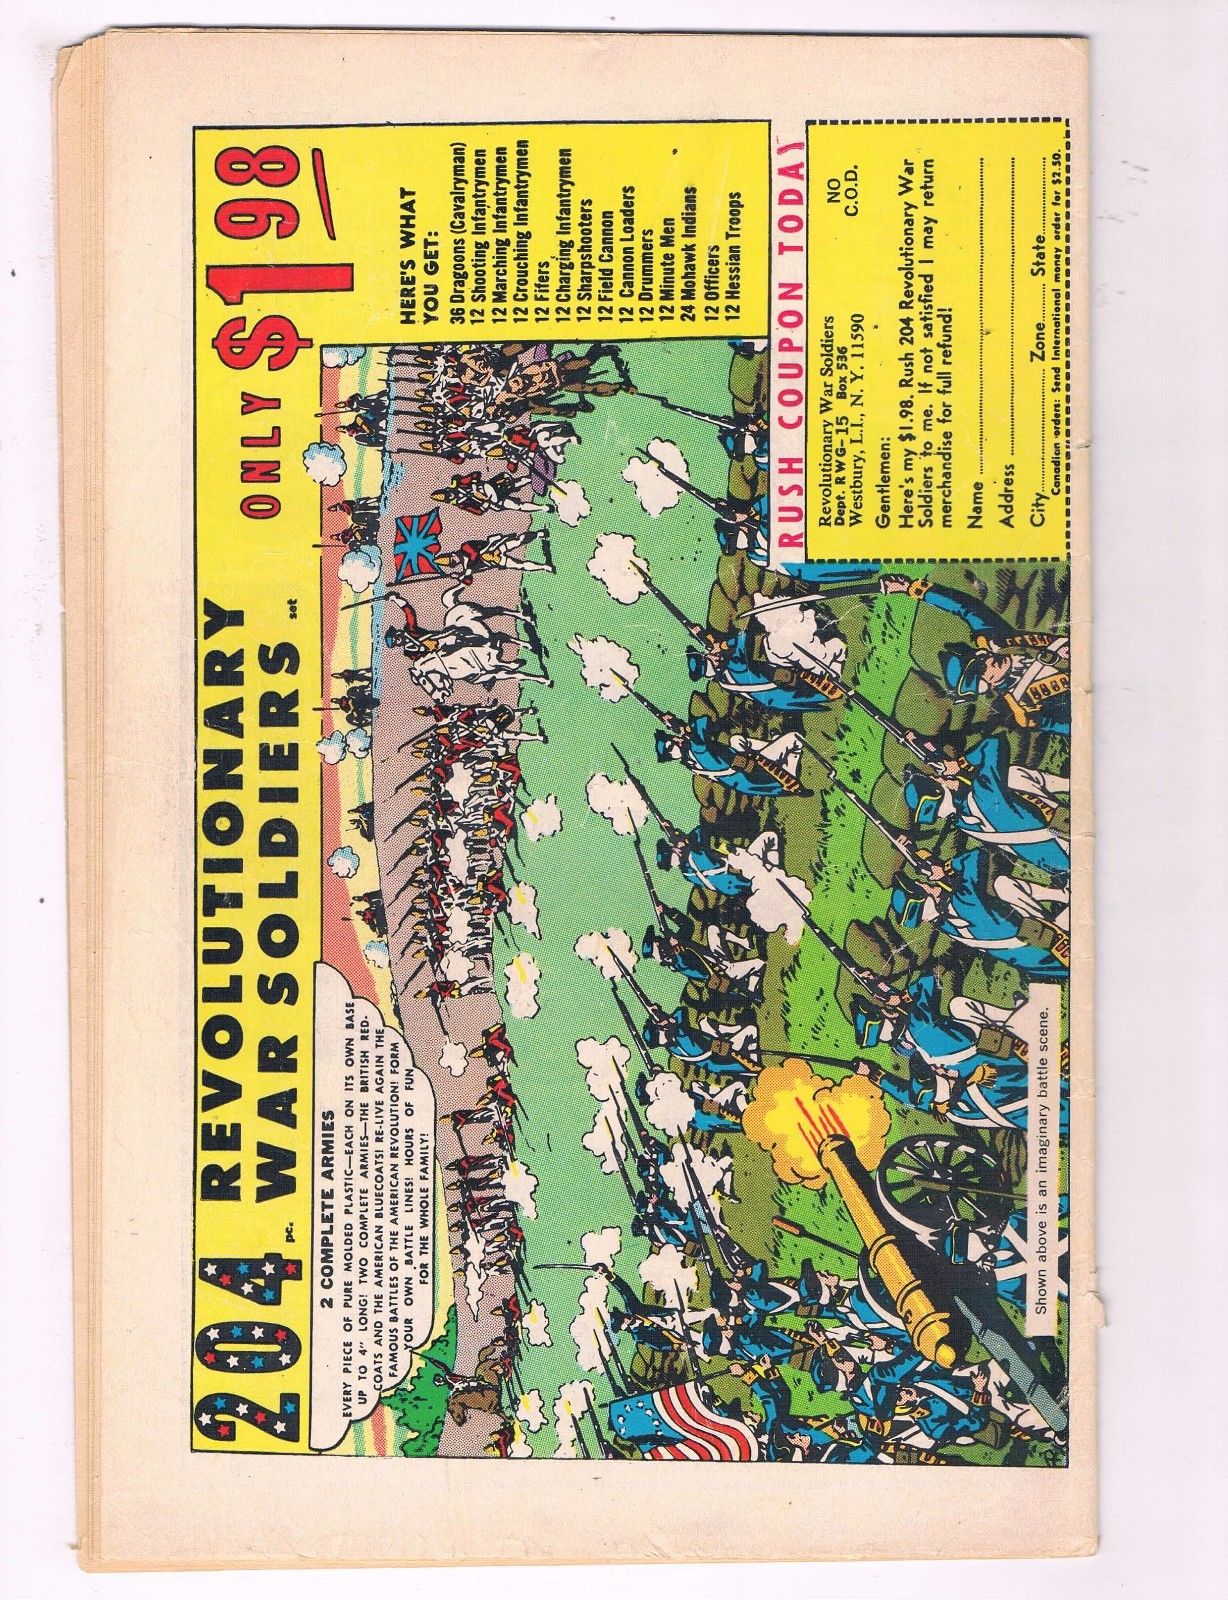 204 pc. REVOLUTIONARY
WAR SOLDIERS set
ONLY $1 98
2 COMPLETE ARMIES
EVERY PIECE OF PURE MOLDED PLASTIC—EACH ON ITS OWN BASE
UP TO 4" LONG! TWO COMPLETE ARMIES—THE BRITISH RED-
COATS AND THE AMERICAN BLUECOATS! RE-LIVE AGAIN THE
FAMOUS BATTLES OF THE AMERICAN REVOLUTION! FORM
YOUR OWN BATTLE LINES! HOURS OF FUN
FOR THE WHOLE FAMILY!
HERE'S WHAT
YOU GET:
36 Dragoons (Cavalryman)
12 Shooting Infantrymen
12 Marching Infantrymen
12 Crouching Infantrymen
12 Fifers
12 Charging Infantrymen
12 Sharpshooters
12 Field Cannon
12 Cannon Loaders
12 Drummers
12 Minute Men
24 Mohawk Indians
12 Officers
12 Hessian Troops
RUSH COUPON TODAY
Revolutionary War Soldiers
Dept. RWG-15 Box 536
Westbury, L.I., N. Y. 11590
NO
C.O.D.
Gentlemen:
Here's my $1.98. Rush 204 Revolutionary War
Soldiers to me. If not satisfied I may return
merchandise for full refund!
Name
Address
City Zone State
Canadian orders: Send International money order for $2.50.
Shown above is an imaginary battle scene.